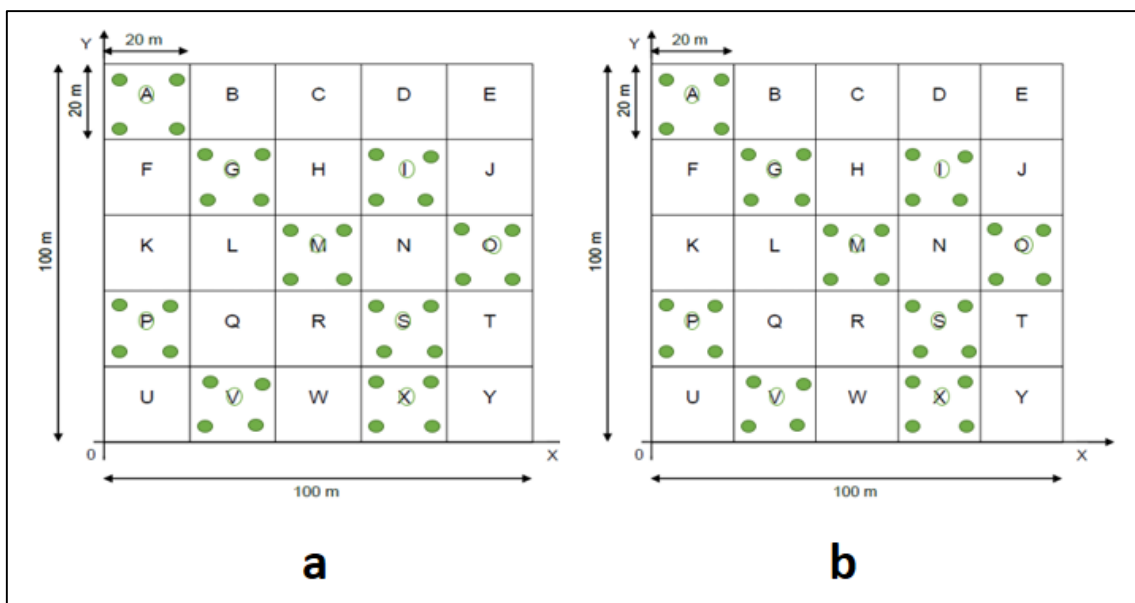 Y 20 m
20 m
A B C D E
F G H I J
100 m
K L M N O
P Q R S T
U V W X Y
0 X
100 m
a
Y 20 m
20 m
A B C D E
F G H I J
100 m
K L M N O
P Q R S T
U V W X Y
0 X
100 m
b